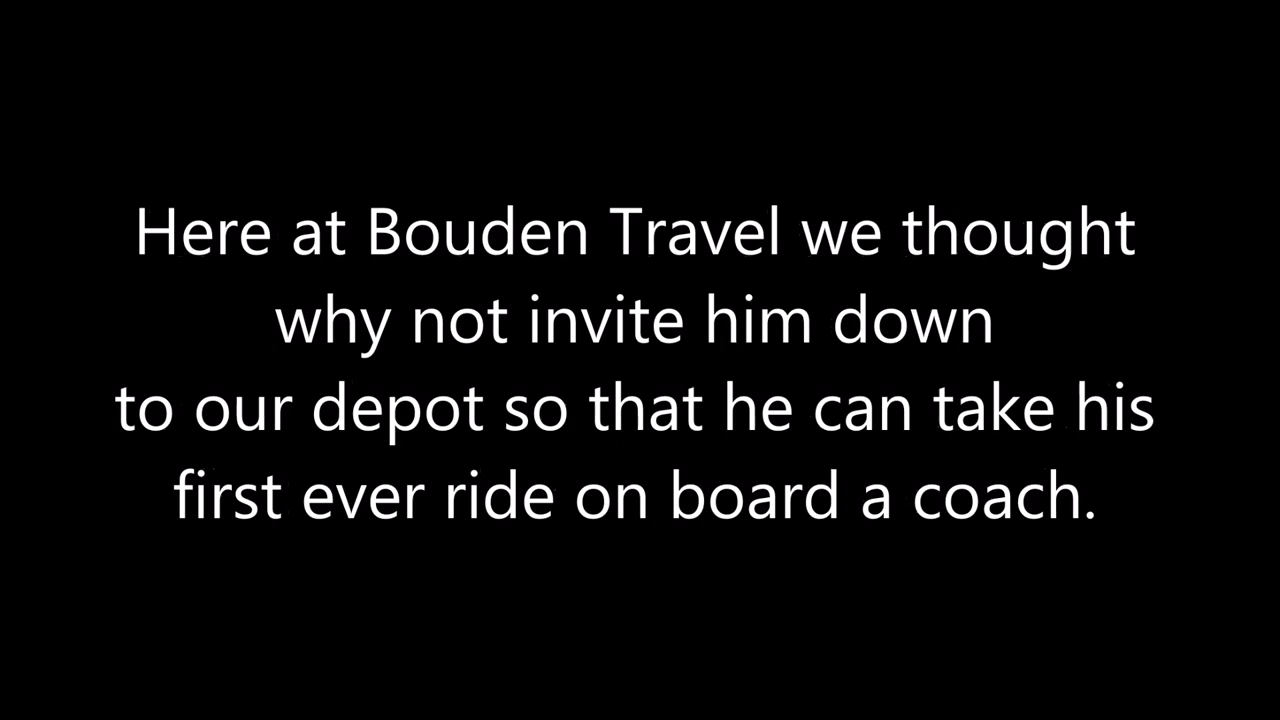 Here at Bouden Travel we thought
why not invite him down
to our depot so that he can take his
first ever ride on board a coach.